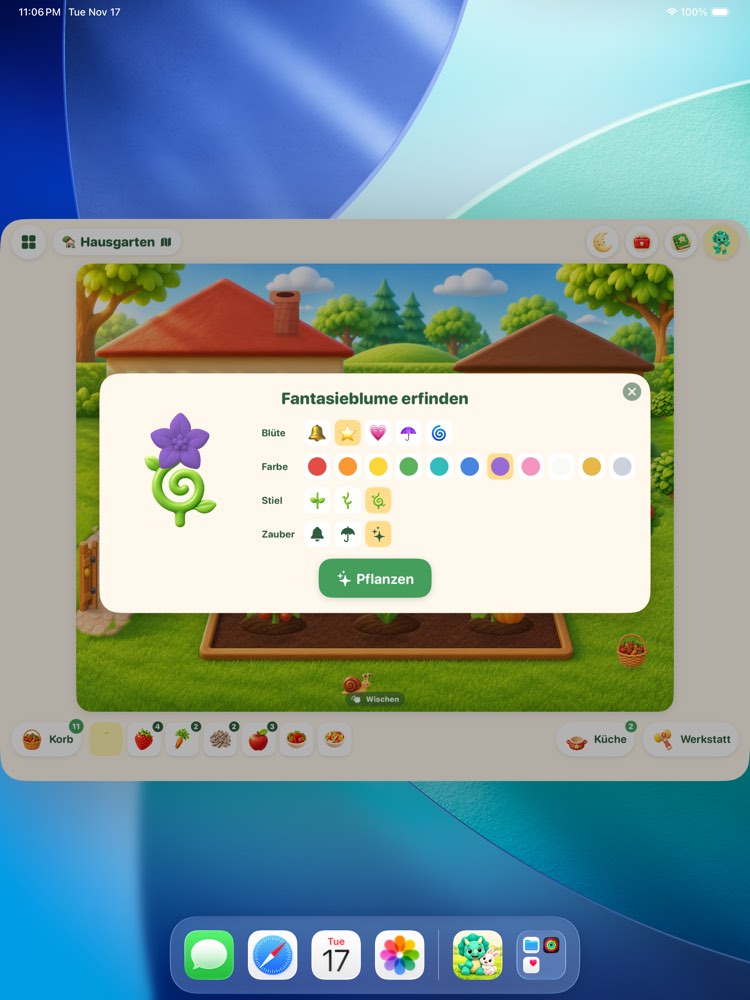 11:06 PM Tue Nov 17
100%
Hausgarten
Fantasieblume erfinden
Blüte
Farbe
Stiel
Zauber
Pflanzen
Wischen
Korb
11
4
2
2
3
Küche
2
Werkstatt
Tue
17